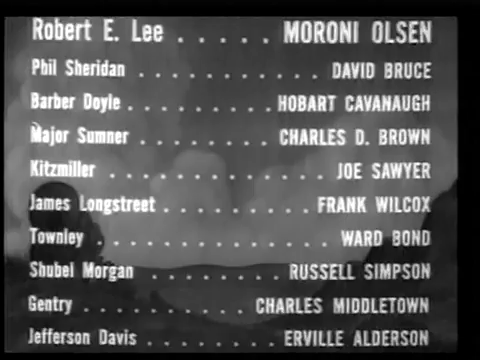 Robert E. Lee . . . . . MORONI OLSEN
Phil Sheridan . . . . . . . . . . . DAVID BRUCE
Barber Doyle . . . . . . . . HOBART CAVANAUGH
Major Sumner . . . . . . . . CHARLES D. BROWN
Kitzmiller . . . . . . . . . . . . . JOE SAWYER
James Longstreet . . . . . . . . . FRANK WILCOX
Townley . . . . . . . . . . . . . . WARD BOND
Shubel Morgan . . . . . . . . RUSSELL SIMPSON
Gentry . . . . . . . . . . CHARLES MIDDLETOWN
Jefferson Davis . . . . . . . . ERVILLE ALDERSON